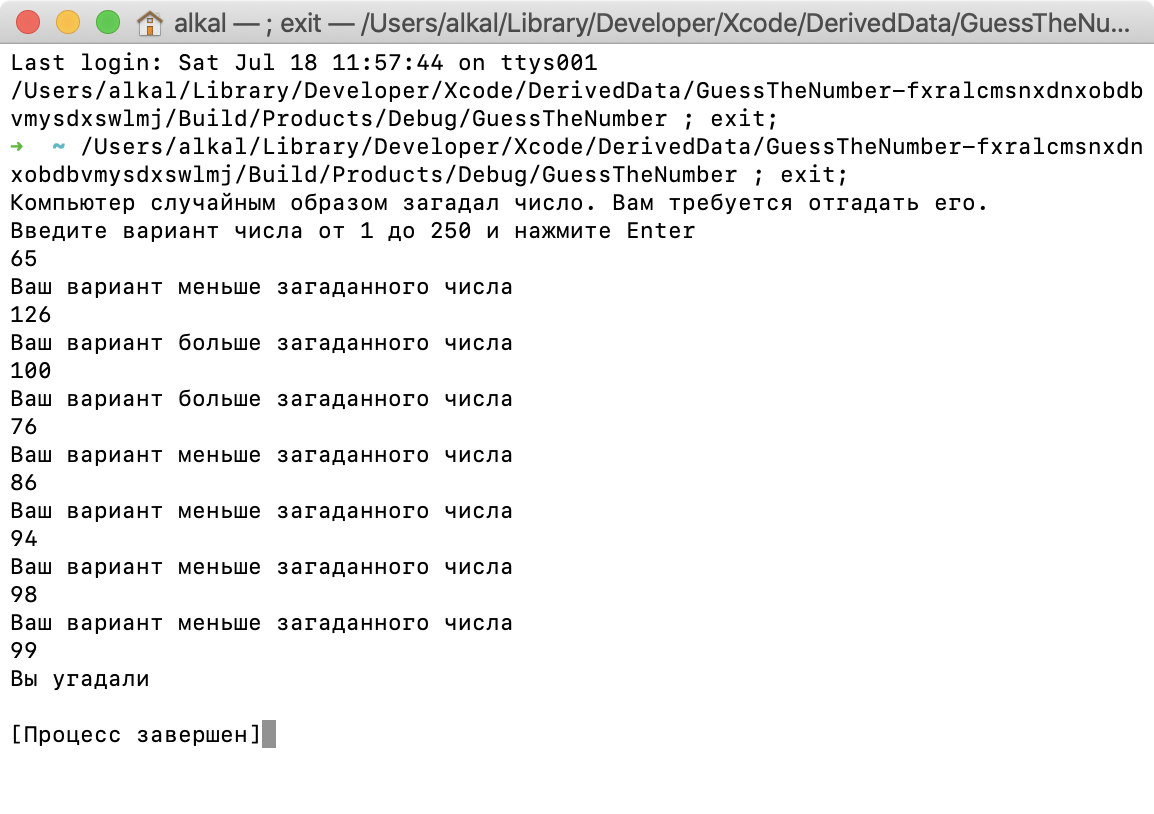 alkal — ; exit — /Users/alkal/Library/Developer/Xcode/DerivedData/GuessTheNu...
Last login: Sat Jul 18 11:57:44 on ttys001
/Users/alkal/Library/Developer/Xcode/DerivedData/GuessTheNumber-fxralcmsnxdnxobdb
vmysdxswlmj/Build/Products/Debug/GuessTheNumber ; exit;
➜  ~ /Users/alkal/Library/Developer/Xcode/DerivedData/GuessTheNumber-fxralcmsnxdn
xobdbvmysdxswlmj/Build/Products/Debug/GuessTheNumber ; exit;
Компьютер случайным образом загадал число. Вам требуется отгадать его.
Введите вариант числа от 1 до 250 и нажмите Enter
65
Ваш вариант меньше загаданного числа
126
Ваш вариант больше загаданного числа
100
Ваш вариант больше загаданного числа
76
Ваш вариант меньше загаданного числа
86
Ваш вариант меньше загаданного числа
94
Ваш вариант меньше загаданного числа
98
Ваш вариант меньше загаданного числа
99
Вы угадали
[Процесс завершен]